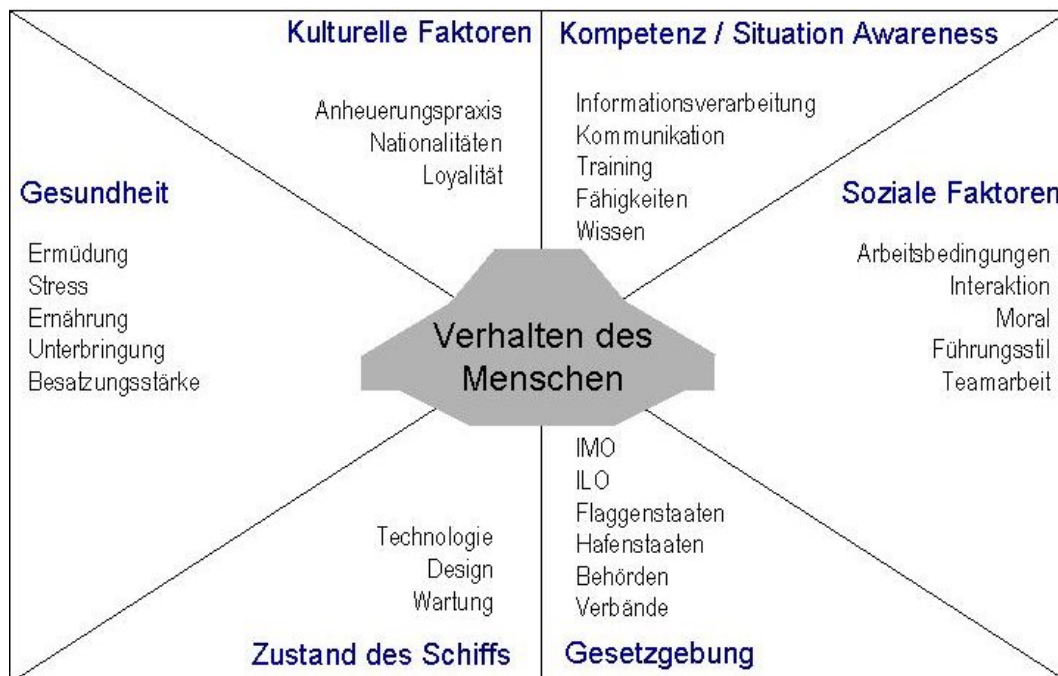 Kulturelle Faktoren
Anheuerungspraxis
Nationalitäten
Loyalität
Kompetenz / Situation Awareness
Informationsverarbeitung
Kommunikation
Training
Fähigkeiten
Wissen
Gesundheit
Ermüdung
Stress
Ernährung
Unterbringung
Besatzungsstärke
Soziale Faktoren
Arbeitsbedingungen
Interaktion
Moral
Führungsstil
Teamarbeit
Verhalten des
Menschen
Technologie
Design
Wartung
Zustand des Schiffs
IMO
ILO
Flaggenstaaten
Hafenstaaten
Behörden
Verbände
Gesetzgebung